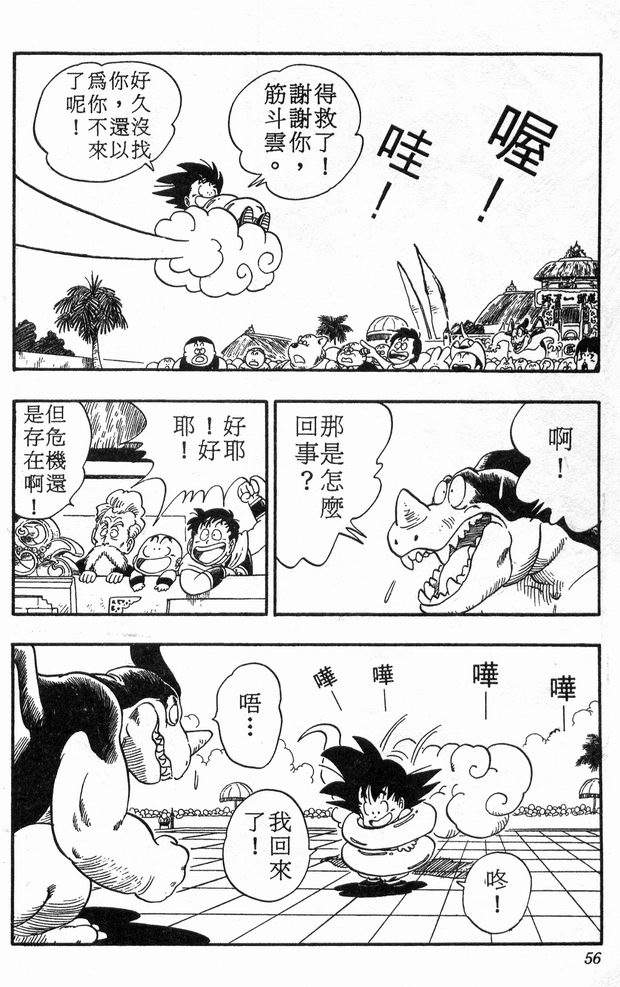 喔！
哇！
得救了！
謝謝你，
筋斗雲。
好久沒找
你，還以
爲你不來
了呢！
啊！
那是怎麼
回事？
好耶
！好
耶！
但危機還
是存在啊！
嘩
嘩
嘩
嘩
咚！
我回來
了！
唔…
56